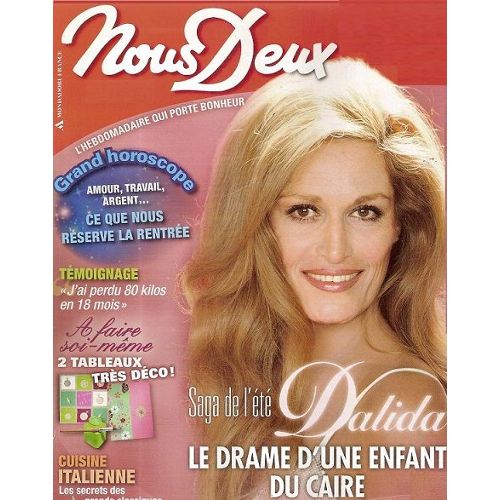 Nous Deux
MONDADORI FRANCE
L'HEBDOMADAIRE QUI PORTE BONHEUR
Grand horoscope
AMOUR, TRAVAIL,
ARGENT...
CE QUE NOUS
RÉSERVE LA RENTRÉE
TÉMOIGNAGE
«J'ai perdu 80 kilos
en 18 mois»
A faire
soi-même
2 TABLEAUX
TRÈS DÉCO!
CUISINE
ITALIENNE
Les secrets des
grands classiques
Saga de l'été
Dalida
LE DRAME D'UNE ENFANT
DU CAIRE